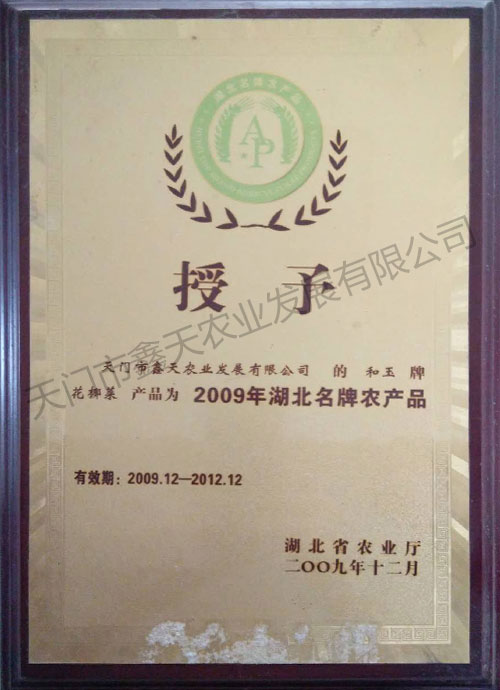 湖北名牌农产品
AP
授予
天门市鑫天农业发展有限公司 的 和玉 牌
花椰菜 产品为 2009年湖北名牌农产品
有效期：2009.12—2012.12
湖北省农业厅
二〇〇九年十二月
天门市鑫天农业发展有限公司